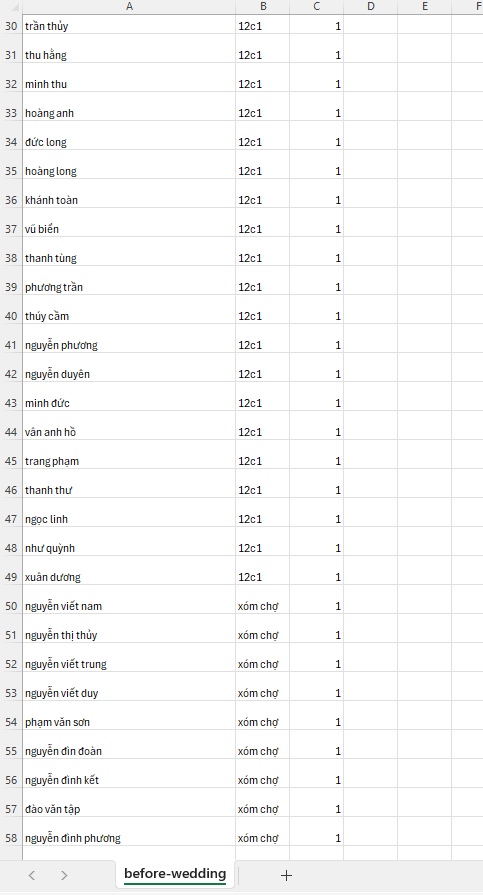 A B C D E F
30 trần thủy 12c1 1
31 thu hằng 12c1 1
32 minh thu 12c1 1
33 hoàng anh 12c1 1
34 đức long 12c1 1
35 hoàng long 12c1 1
36 khánh toàn 12c1 1
37 vũ biển 12c1 1
38 thanh tùng 12c1 1
39 phương trần 12c1 1
40 thúy cầm 12c1 1
41 nguyễn phương 12c1 1
42 nguyễn duyên 12c1 1
43 minh đức 12c1 1
44 vân anh hồ 12c1 1
45 trang phạm 12c1 1
46 thanh thư 12c1 1
47 ngọc linh 12c1 1
48 như quỳnh 12c1 1
49 xuân dương 12c1 1
50 nguyễn viết nam xóm chợ 1
51 nguyễn thị thủy xóm chợ 1
52 nguyễn viết trung xóm chợ 1
53 nguyễn viết duy xóm chợ 1
54 phạm văn sơn xóm chợ 1
55 nguyễn đìn đoàn xóm chợ 1
56 nguyễn đình kết xóm chợ 1
57 đào văn tập xóm chợ 1
58 nguyễn đình phương xóm chợ 1
before-wedding